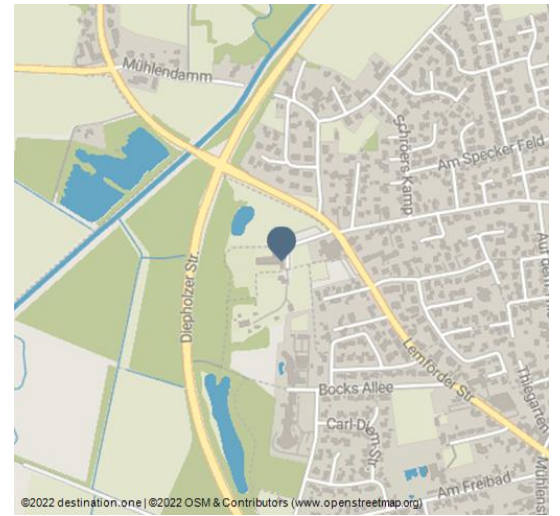 Mühlendamm
Schroers Kamp
Am Specker Feld
Diepholzer Str.
Lemförder Str.
Thiegarten
Bocks Allee
Am Freibad
©2022 destination.one | ©2022 OSM & Contributors (www.openstreetmap.org)